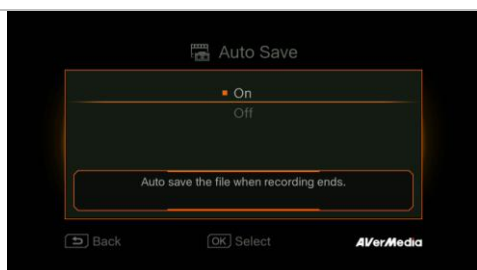 Auto Save
On
Off
Auto save the file when recording ends.
Back
OK Select
AVerMedia